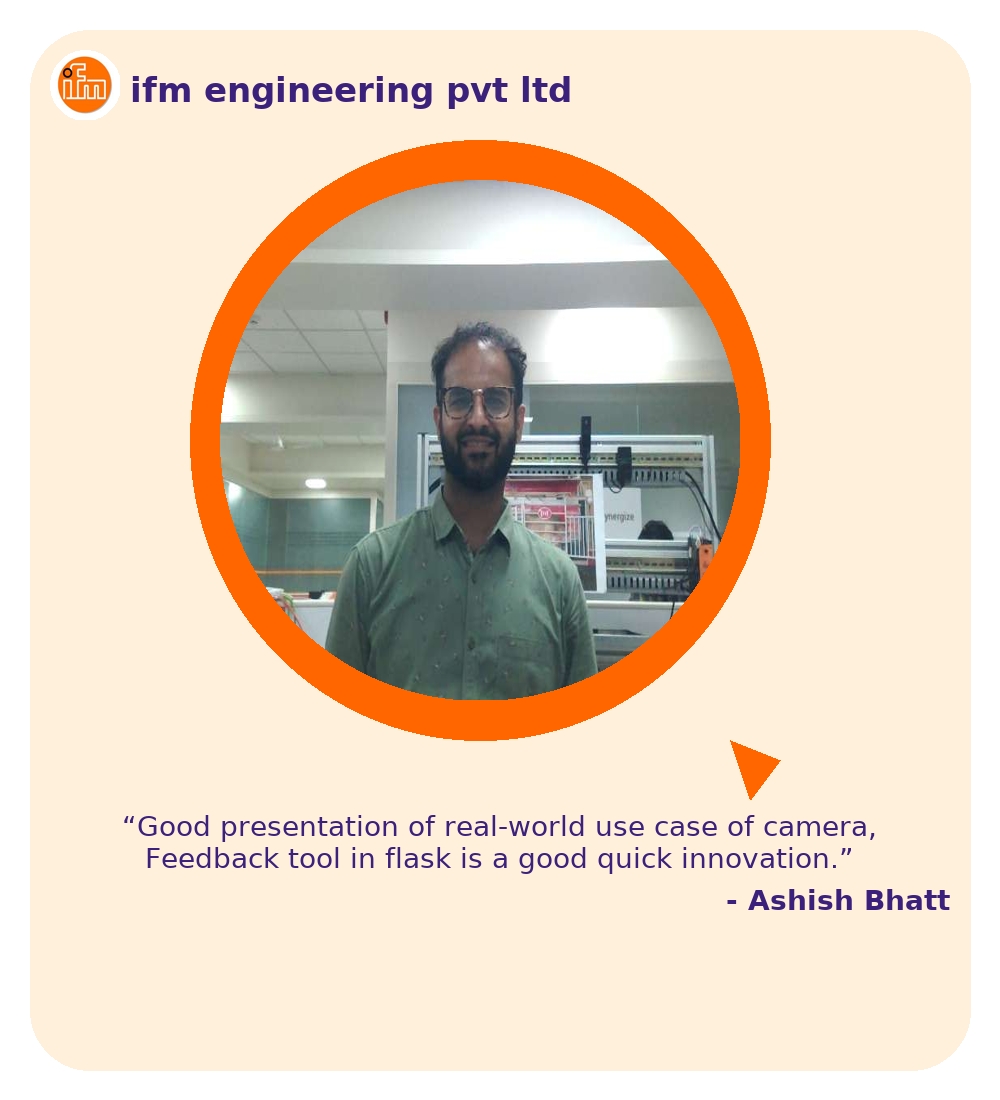 ifm
ifm engineering pvt ltd
ynergize
“Good presentation of real-world use case of camera,
Feedback tool in flask is a good quick innovation.”
- Ashish Bhatt